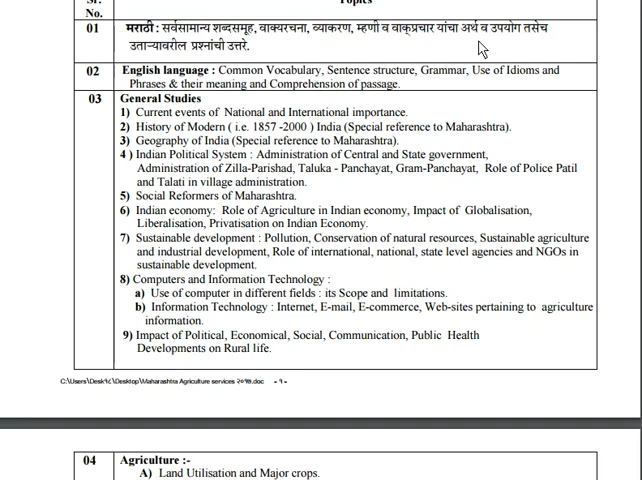 Sr. Topics
No.
01 मराठी : सर्वसामान्य शब्दसमूह, वाक्यरचना, व्याकरण, म्हणी व वाक्प्रचार यांचा अर्थ व उपयोग तसेच
उताऱ्यावरील प्रश्नांची उत्तरे.
02 English language : Common Vocabulary, Sentence structure, Grammar, Use of Idioms and
Phrases & their meaning and Comprehension of passage.
03 General Studies
1) Current events of National and International importance.
2) History of Modern ( i.e. 1857 -2000 ) India (Special reference to Maharashtra).
3) Geography of India (Special reference to Maharashtra).
4 ) Indian Political System : Administration of Central and State government,
Administration of Zilla-Parishad, Taluka - Panchayat, Gram-Panchayat, Role of Police Patil
and Talati in village administration.
5) Social Reformers of Maharashtra.
6) Indian economy: Role of Agriculture in Indian economy, Impact of Globalisation,
Liberalisation, Privatisation on Indian Economy.
7) Sustainable development : Pollution, Conservation of natural resources, Sustainable agriculture
and industrial development, Role of international, national, state level agencies and NGOs in
sustainable development.
8) Computers and Information Technology :
a) Use of computer in different fields : its Scope and limitations.
b) Information Technology : Internet, E-mail, E-commerce, Web-sites pertaining to agriculture
information.
9) Impact of Political, Economical, Social, Communication, Public Health
Developments on Rural life.
C:\Users\Desk१८\Desktop\Maharashtra Agriculture services २०१७.doc - १ -
04 Agriculture :-
A) Land Utilisation and Major crops.